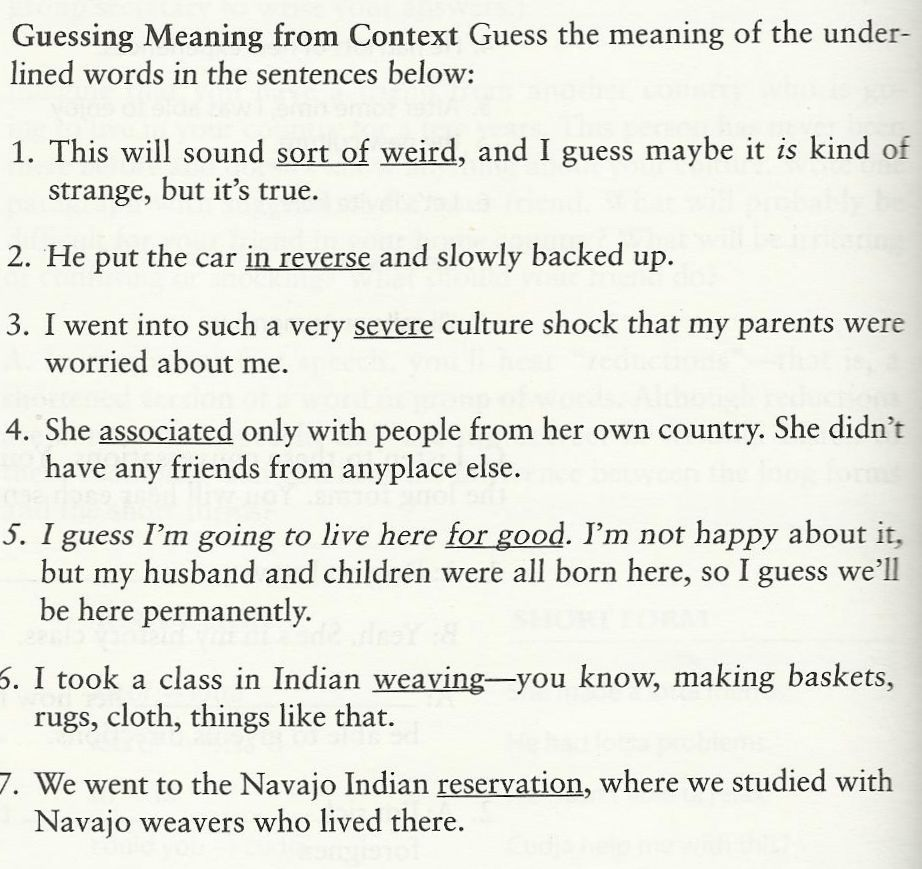 Guessing Meaning from Context Guess the meaning of the under-
lined words in the sentences below:
1. This will sound sort of weird, and I guess maybe it is kind of
strange, but it's true.
2. He put the car in reverse and slowly backed up.
3. I went into such a very severe culture shock that my parents were
worried about me.
4. She associated only with people from her own country. She didn't
have any friends from anyplace else.
5. I guess I'm going to live here for good. I'm not happy about it,
but my husband and children were all born here, so I guess we'll
be here permanently.
6. I took a class in Indian weaving—you know, making baskets,
rugs, cloth, things like that.
7. We went to the Navajo Indian reservation, where we studied with
Navajo weavers who lived there.